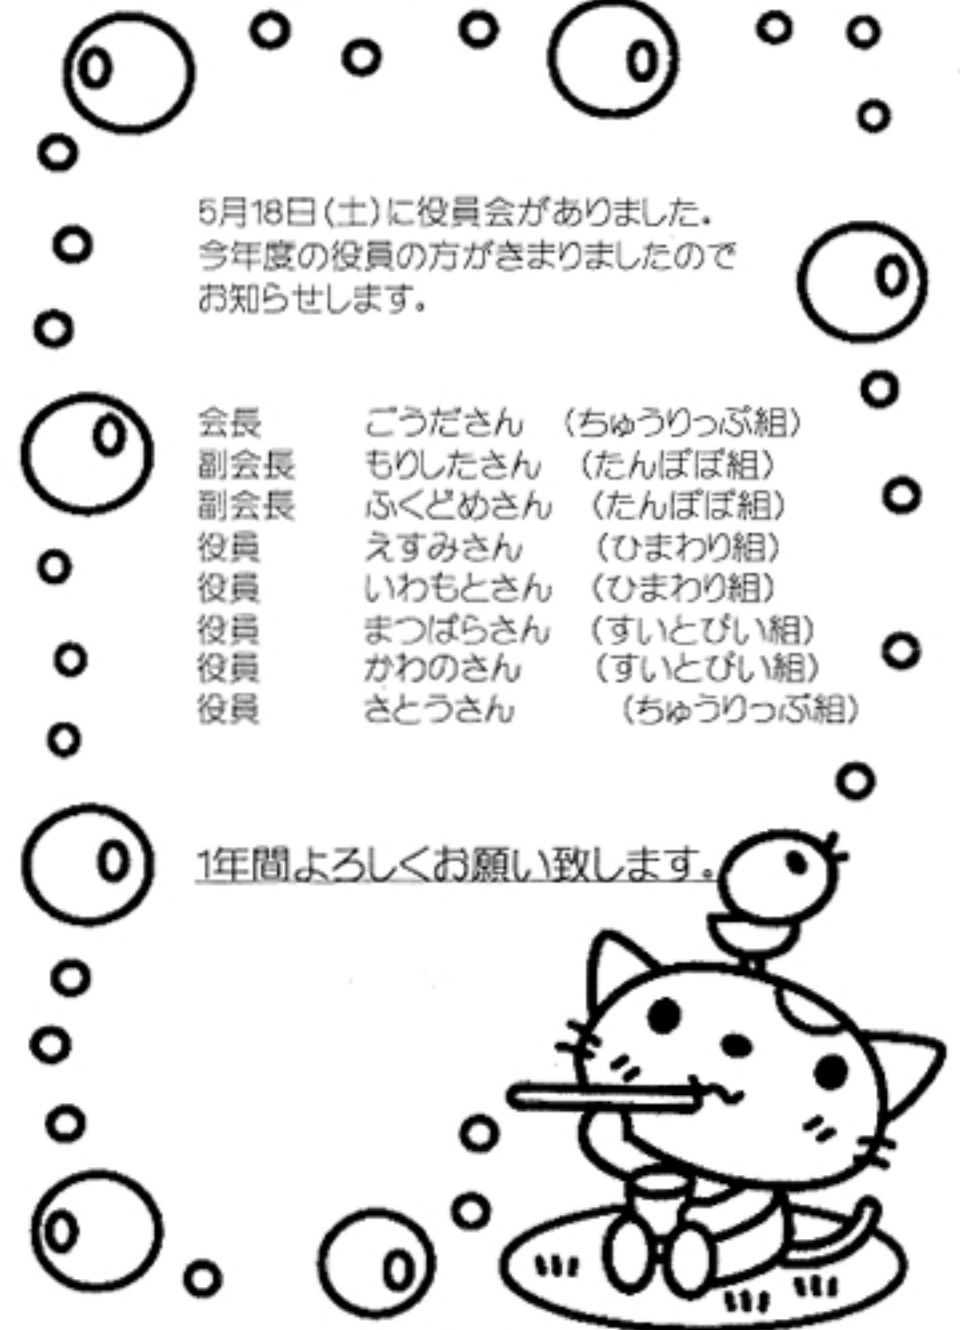 5月18日(土)に役員会がありました。
今年度の役員の方がきまりましたので
お知らせします。
会長 ごうださん (ちゅうりっぷ組)
副会長 もりしたさん (たんぽぽ組)
副会長 ふくどめさん (たんぽぽ組)
役員 えすみさん (ひまわり組)
役員 いわもとさん (ひまわり組)
役員 まつばらさん (すいとぴい組)
役員 かわのさん (すいとぴい組)
役員 さとうさん (ちゅうりっぷ組)
1年間よろしくお願い致します。